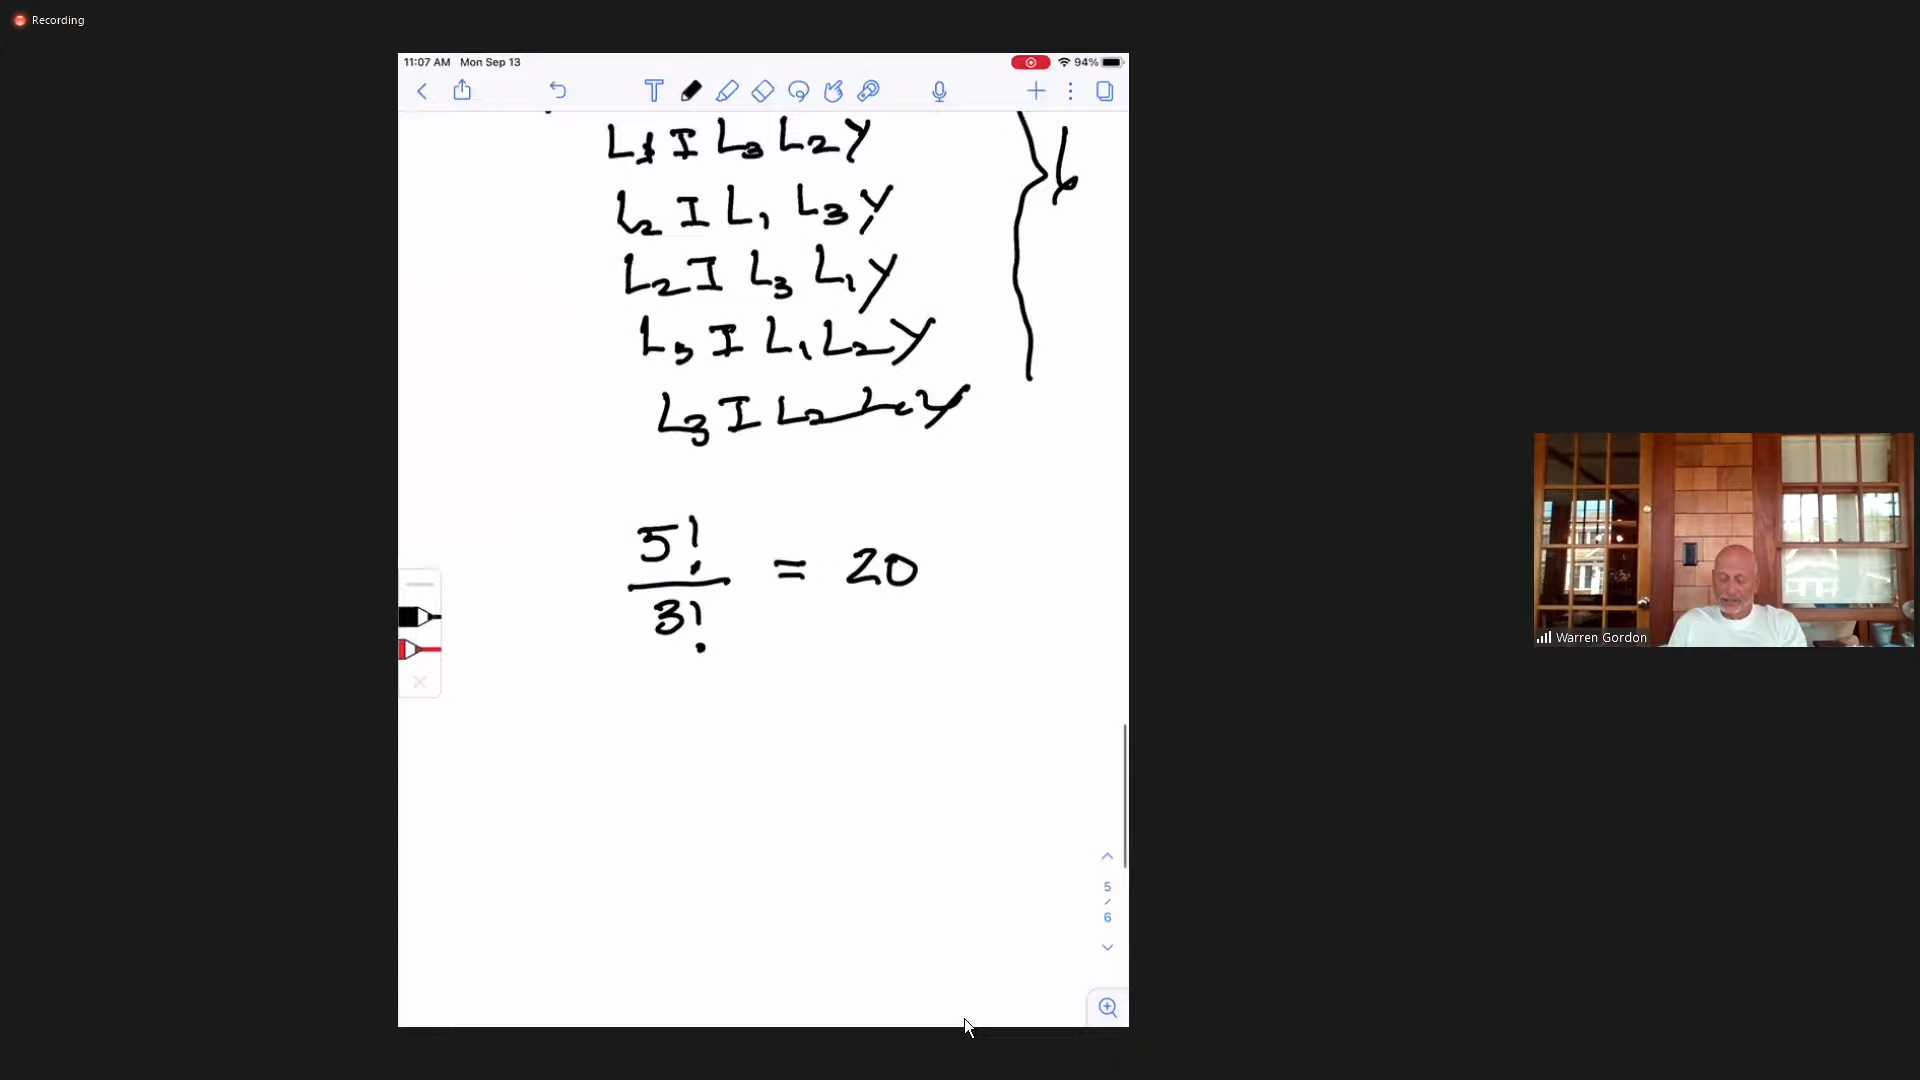 Recording
11:07 AM Mon Sep 13
94%
T
L1 I L3 L2 Y
6
L2 I L1 L3 Y
L2 I L3 L1 Y
L3 I L1 L2 Y
L3 I L2 L1 Y
5!
3!
= 20
Warren Gordon
5
/
6